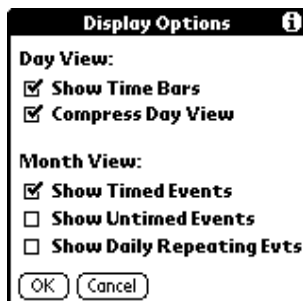 Display Options
Day View:
Show Time Bars
Compress Day View
Month View:
Show Timed Events
Show Untimed Events
Show Daily Repeating Evts
OK Cancel